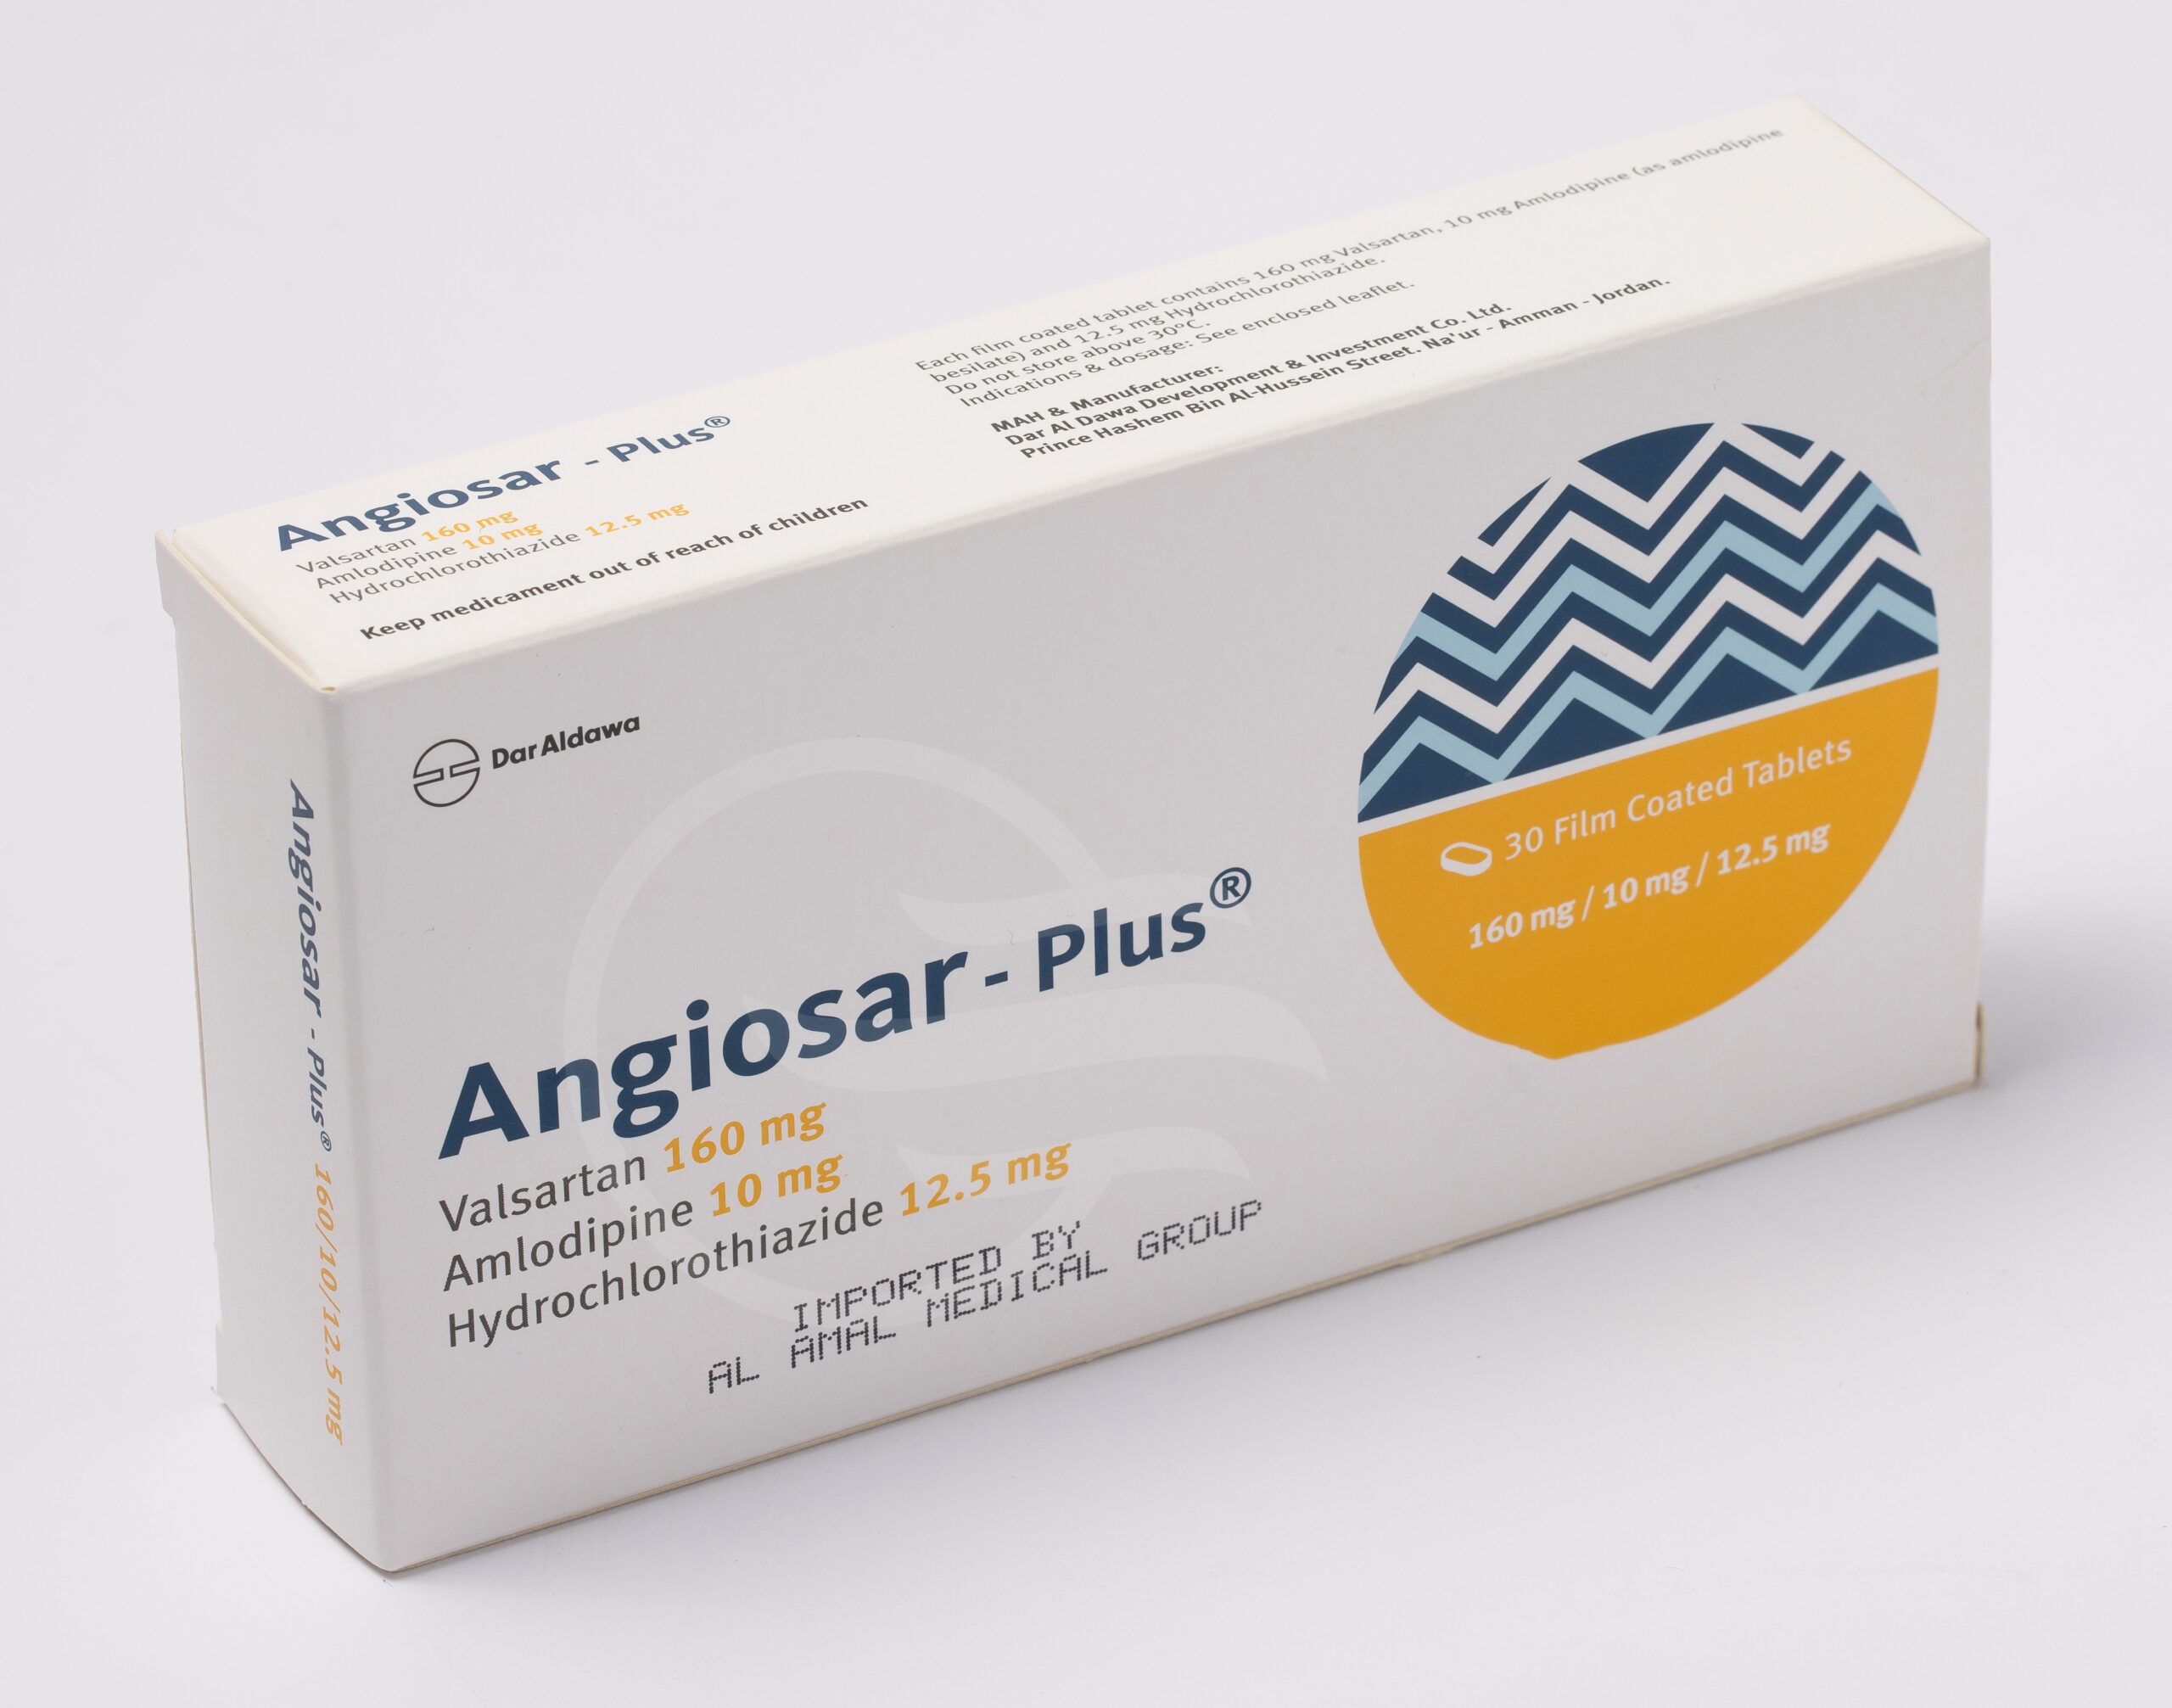 Angiosar - Plus®
Valsartan 160 mg
Amlodipine 10 mg
Hydrochlorothiazide 12.5 mg
Keep medicament out of reach of children
Each film coated tablet contains 160 mg Valsartan, 10 mg Amlodipine (as amlodipine
besilate) and 12.5 mg Hydrochlorothiazide.
Do not store above 30°C.
Indications & dosage: See enclosed leaflet.
MAH & Manufacturer:
Dar Al Dawa Development & Investment Co. Ltd.
Prince Hashem Bin Al-Hussein Street. Na'ur - Amman - Jordan.
Angiosar - Plus® 160/10/12.5 mg
Dar Aldawa
Angiosar - Plus®
Valsartan 160 mg
Amlodipine 10 mg
Hydrochlorothiazide 12.5 mg
IMPORTED BY
AL AMAL MEDICAL GROUP
30 Film Coated Tablets
160 mg / 10 mg / 12.5 mg